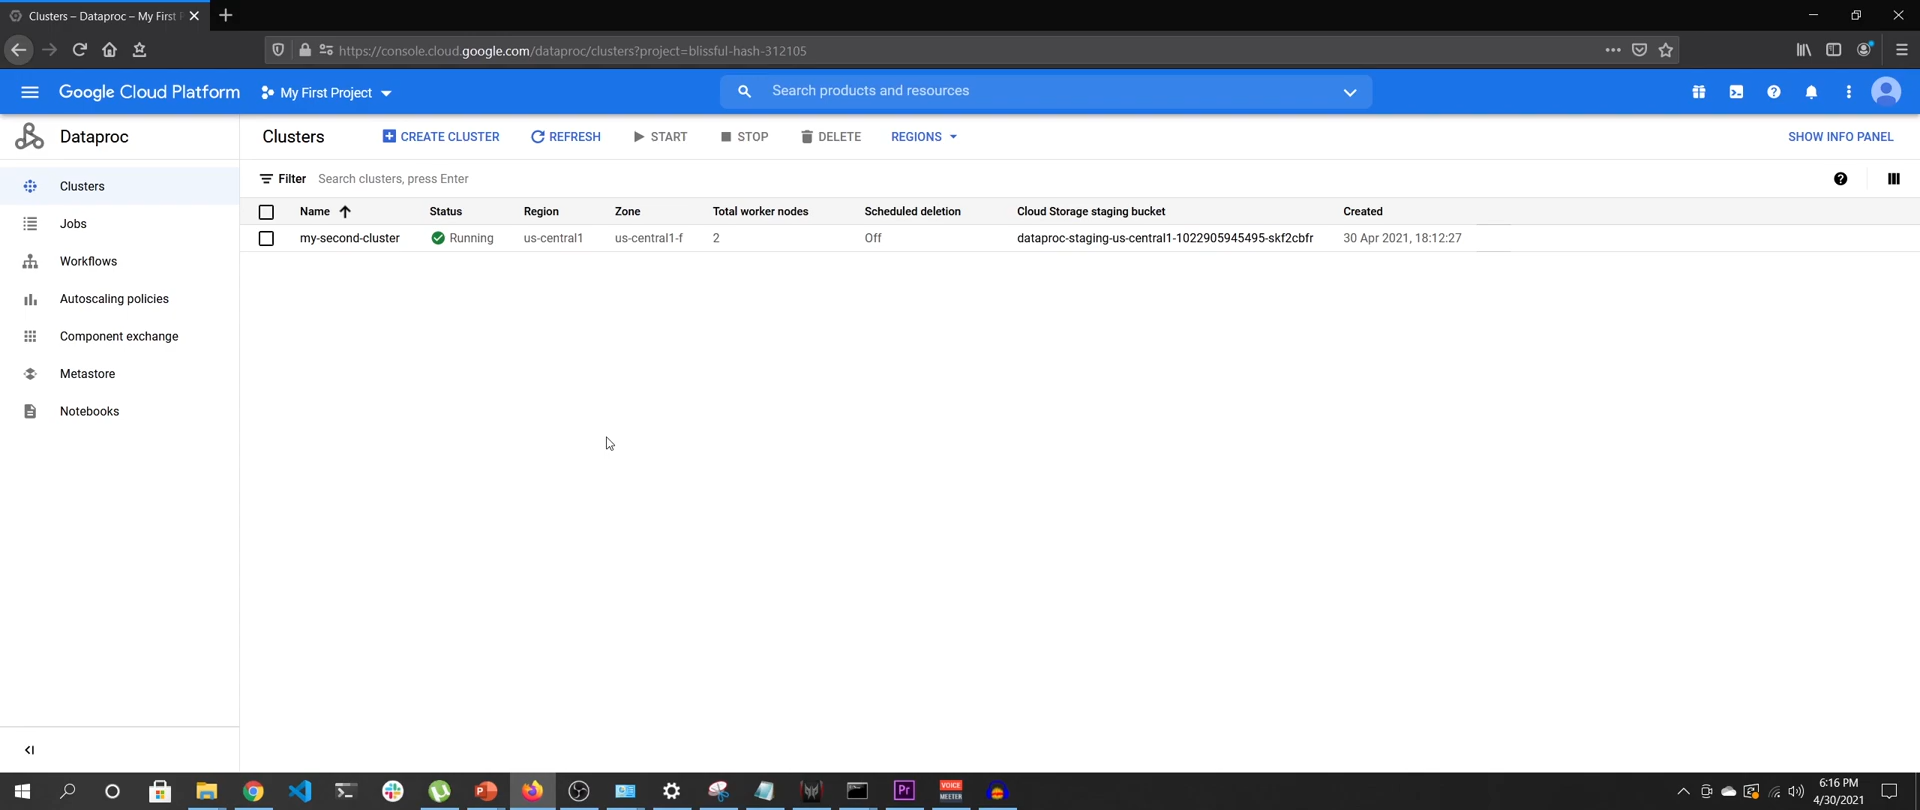 Clusters – Dataproc – My First
https://console.cloud.google.com/dataproc/clusters?project=blissful-hash-312105
Google Cloud Platform
My First Project
Search products and resources
Dataproc
Clusters
CREATE CLUSTER
REFRESH
START
STOP
DELETE
REGIONS
SHOW INFO PANEL
Clusters
Jobs
Workflows
Autoscaling policies
Component exchange
Metastore
Notebooks
Filter Search clusters, press Enter
Name Status Region Zone Total worker nodes Scheduled deletion Cloud Storage staging bucket Created
my-second-cluster Running us-central1 us-central1-f 2 Off dataproc-staging-us-central1-1022905945495-skf2cbfr 30 Apr 2021, 18:12:27
Pr
VOICE
MEETER
6:16 PM
4/30/2021